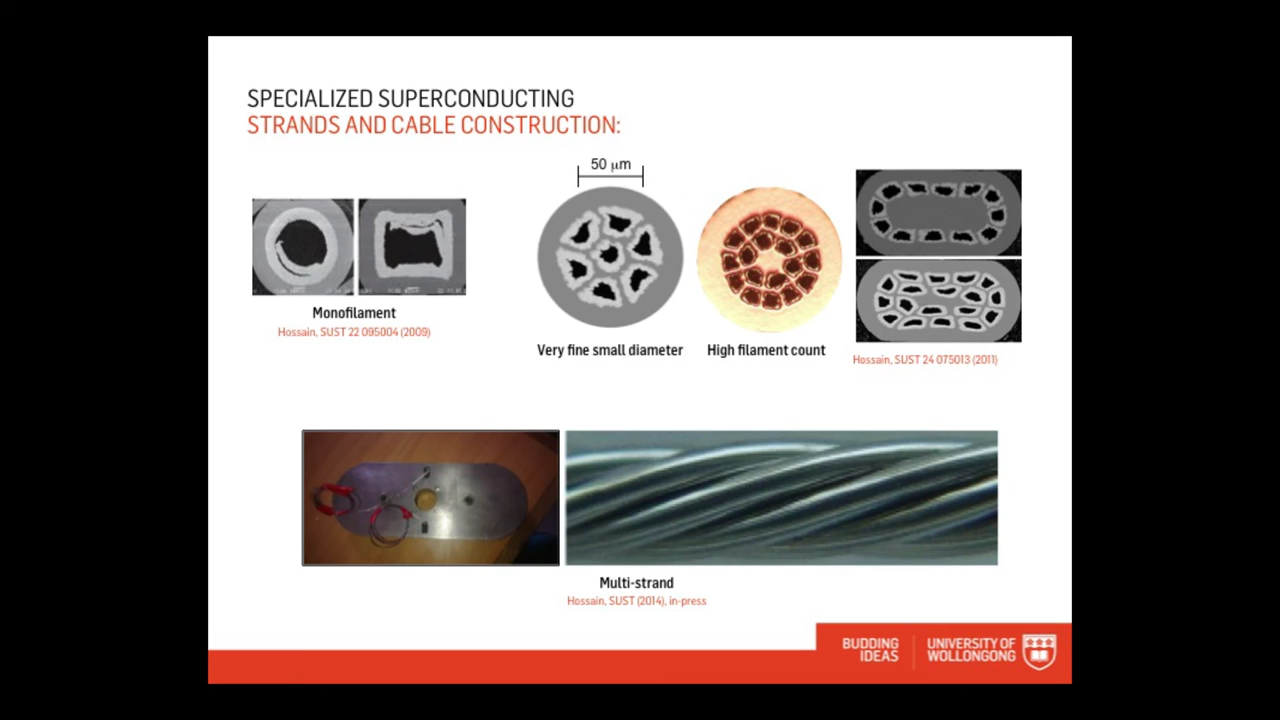 SPECIALIZED SUPERCONDUCTING
STRANDS AND CABLE CONSTRUCTION:
50 μm
Monofilament
Hossain, SUST 22 095004 (2009)
Very fine small diameter
High filament count
Hossain, SUST 24 075013 (2011)
Multi-strand
Hossain, SUST (2014), in-press
BUDDING
IDEAS
UNIVERSITY OF
WOLLONGONG